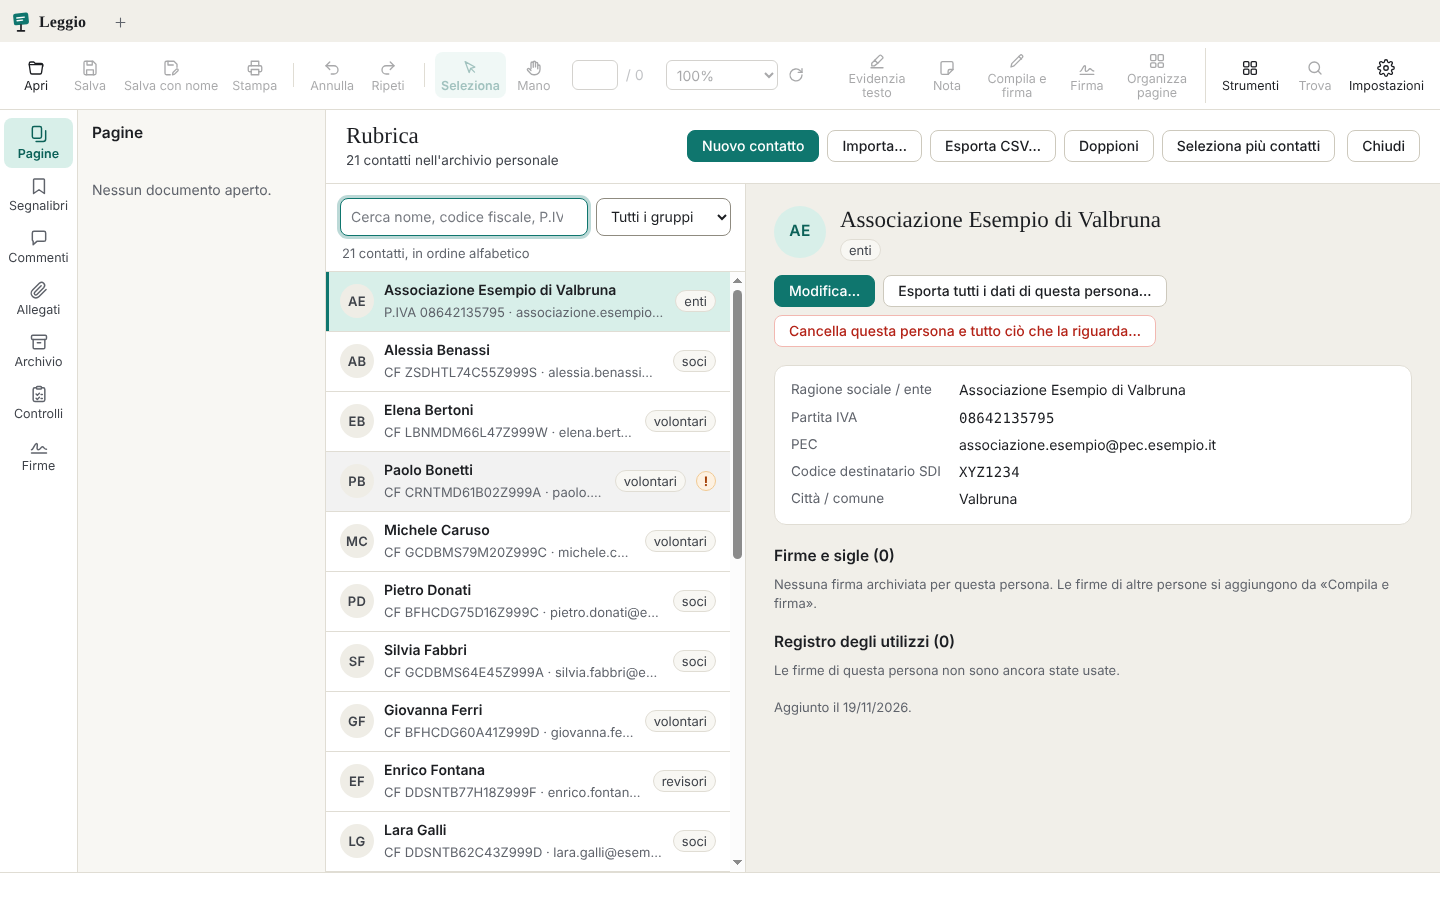 Leggio
Apri
Salva
Salva con nome
Stampa
Annulla
Ripeti
Seleziona
Mano
/ 0
100%
Evidenzia
testo
Nota
Compila e
firma
Firma
Organizza
pagine
Strumenti
Trova
Impostazioni
Pagine
Segnalibri
Commenti
Allegati
Archivio
Controlli
Firme
Pagine
Nessun documento aperto.
Rubrica
21 contatti nell'archivio personale
Nuovo contatto
Importa...
Esporta CSV...
Doppioni
Seleziona più contatti
Chiudi
Cerca nome, codice fiscale, P.IV
Tutti i gruppi
21 contatti, in ordine alfabetico
AE
Associazione Esempio di Valbruna
P.IVA 08642135795 · associazione.esempio...
enti
AB
Alessia Benassi
CF ZSDHTL74C55Z999S · alessia.benassi...
soci
EB
Elena Bertoni
CF LBNMDM66L47Z999W · elena.bert...
volontari
PB
Paolo Bonetti
CF CRNTMD61B02Z999A · paolo....
volontari
!
MC
Michele Caruso
CF GCDBMS79M20Z999C · michele.c...
volontari
PD
Pietro Donati
CF BFHCDG75D16Z999C · pietro.donati@e...
soci
SF
Silvia Fabbri
CF GCDBMS64E45Z999A · silvia.fabbri@e...
soci
GF
Giovanna Ferri
CF BFHCDG60A41Z999D · giovanna.fe...
volontari
EF
Enrico Fontana
CF DDSNTB77H18Z999F · enrico.fontan...
revisori
LG
Lara Galli
CF DDSNTB62C43Z999D · lara.galli@esem...
soci
AE
Associazione Esempio di Valbruna
enti
Modifica...
Esporta tutti i dati di questa persona...
Cancella questa persona e tutto ciò che la riguarda...
Ragione sociale / ente
Associazione Esempio di Valbruna
Partita IVA
08642135795
PEC
associazione.esempio@pec.esempio.it
Codice destinatario SDI
XYZ1234
Città / comune
Valbruna
Firme e sigle (0)
Nessuna firma archiviata per questa persona. Le firme di altre persone si aggiungono da «Compila e
firma».
Registro degli utilizzi (0)
Le firme di questa persona non sono ancora state usate.
Aggiunto il 19/11/2026.